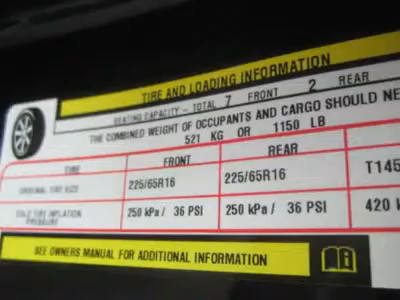 TIRE AND LOADING INFORMATION
SEATING CAPACITY - TOTAL 7 FRONT 2 REAR
THE COMBINED WEIGHT OF OCCUPANTS AND CARGO SHOULD NE
521 KG OR 1150 LB
TIRE FRONT REAR
ORIGINAL TIRE SIZE 225/65R16 225/65R16 T145
COLD TIRE INFLATION PRESSURE 250 kPa / 36 PSI 250 kPa / 36 PSI 420 k
SEE OWNERS MANUAL FOR ADDITIONAL INFORMATION